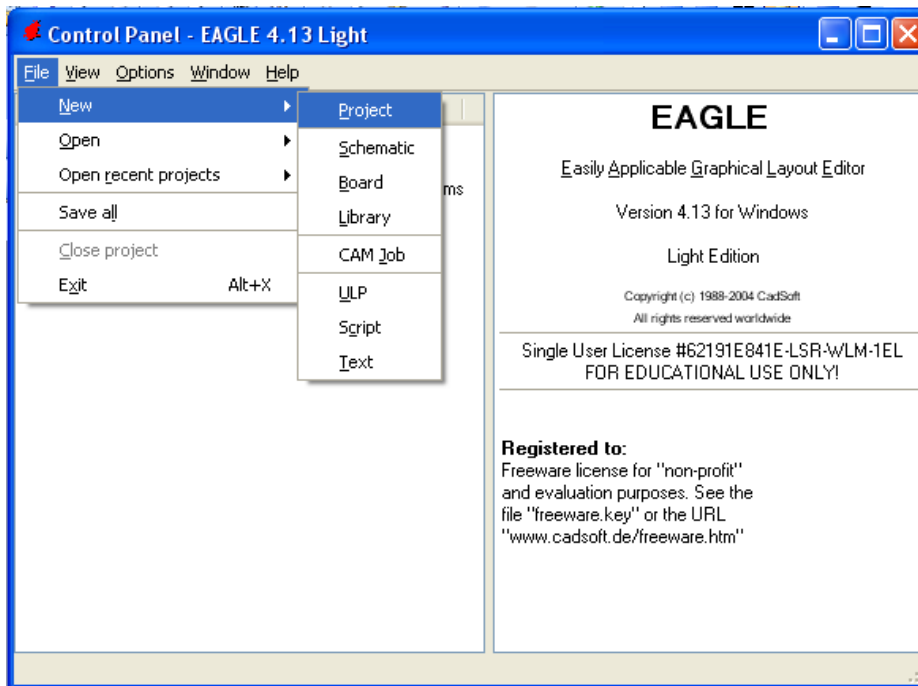 Control Panel - EAGLE 4.13 Light
File View Options Window Help
New
Open
Open recent projects
Save all
Close project
Exit Alt+X
Project
Schematic
Board
Library
CAM Job
ULP
Script
Text
ms
EAGLE
Easily Applicable Graphical Layout Editor
Version 4.13 for Windows
Light Edition
Copyright (c) 1988-2004 CadSoft
All rights reserved worldwide
Single User License #62191E841E-LSR-WLM-1EL
FOR EDUCATIONAL USE ONLY!
Registered to:
Freeware license for "non-profit"
and evaluation purposes. See the
file "freeware.key" or the URL
"www.cadsoft.de/freeware.htm"